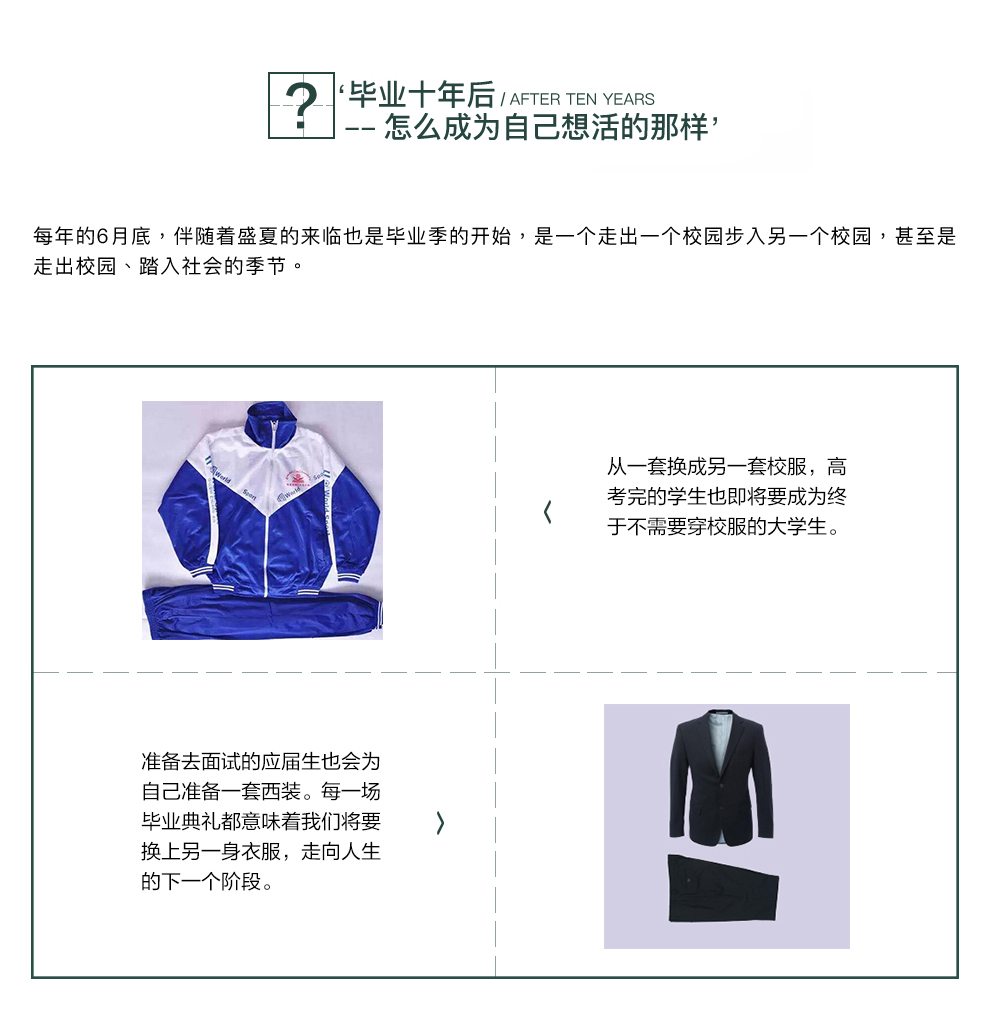 ?
‘毕业十年后 / AFTER TEN YEARS
-- 怎么成为自己想活的那样’
每年的6月底，伴随着盛夏的来临也是毕业季的开始，是一个走出一个校园步入另一个校园，甚至是
走出校园、踏入社会的季节。
World Sport
World Sport
从一套换成另一套校服，高
考完的学生也即将要成为终
于不需要穿校服的大学生。
准备去面试的应届生也会为
自己准备一套西装。每一场
毕业典礼都意味着我们将要
换上另一身衣服，走向人生
的下一个阶段。